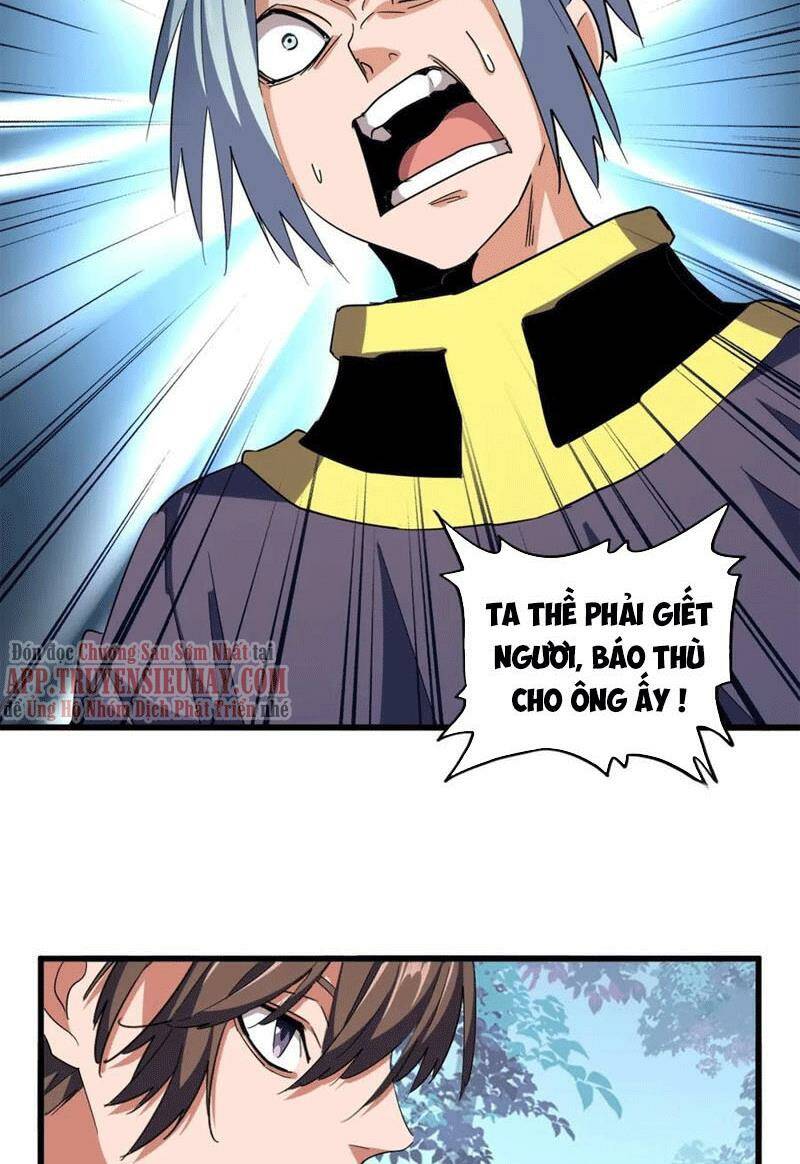 TA THỀ PHẢI GIẾT
NGƯƠI, BÁO THÙ
CHO ÔNG ẤY !
Đón đọc Chương Sau Sớm Nhất tại
APP.TRUYENSIEUHAY.COM
để Ủng Hộ Nhóm Dịch Phát Triển nhé